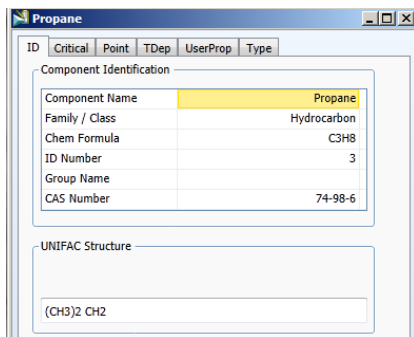 Propane
ID Critical Point TDep UserProp Type
Component Identification
Component Name Propane
Family / Class Hydrocarbon
Chem Formula C3H8
ID Number 3
Group Name
CAS Number 74-98-6
UNIFAC Structure
(CH3)2 CH2